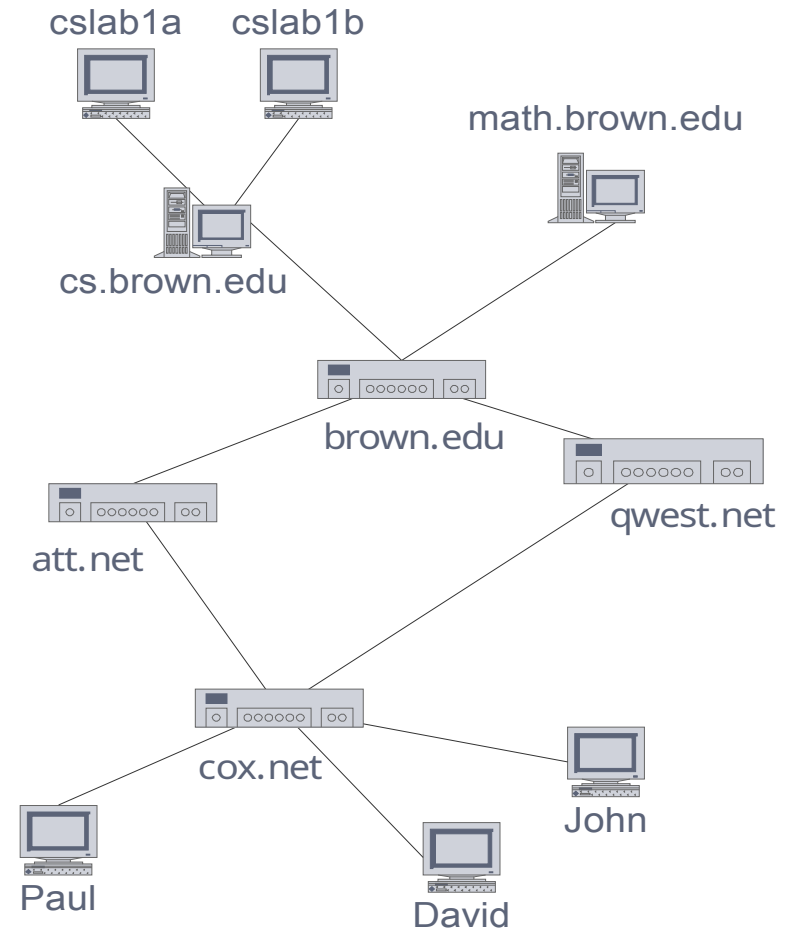 cslab1a
cslab1b
math.brown.edu
cs.brown.edu
brown.edu
qwest.net
att.net
cox.net
John
Paul
David